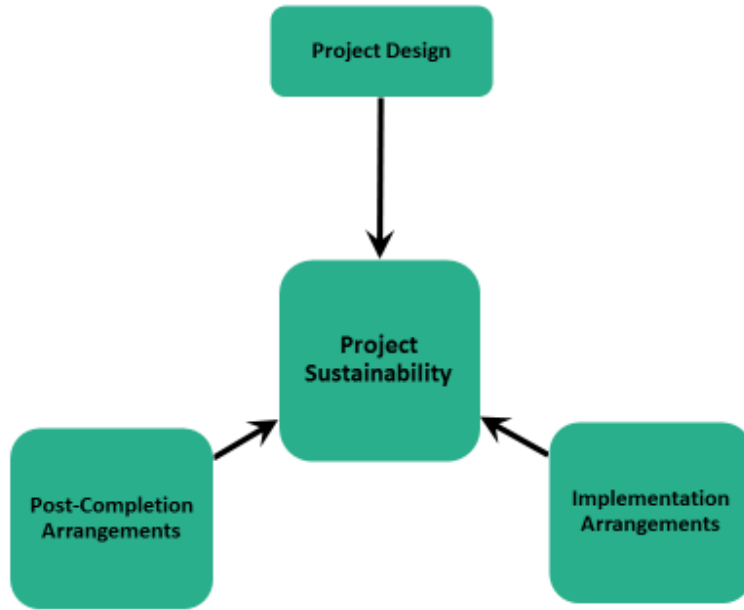 Project Design
Project
Sustainability
Post-Completion
Arrangements
Implementation
Arrangements